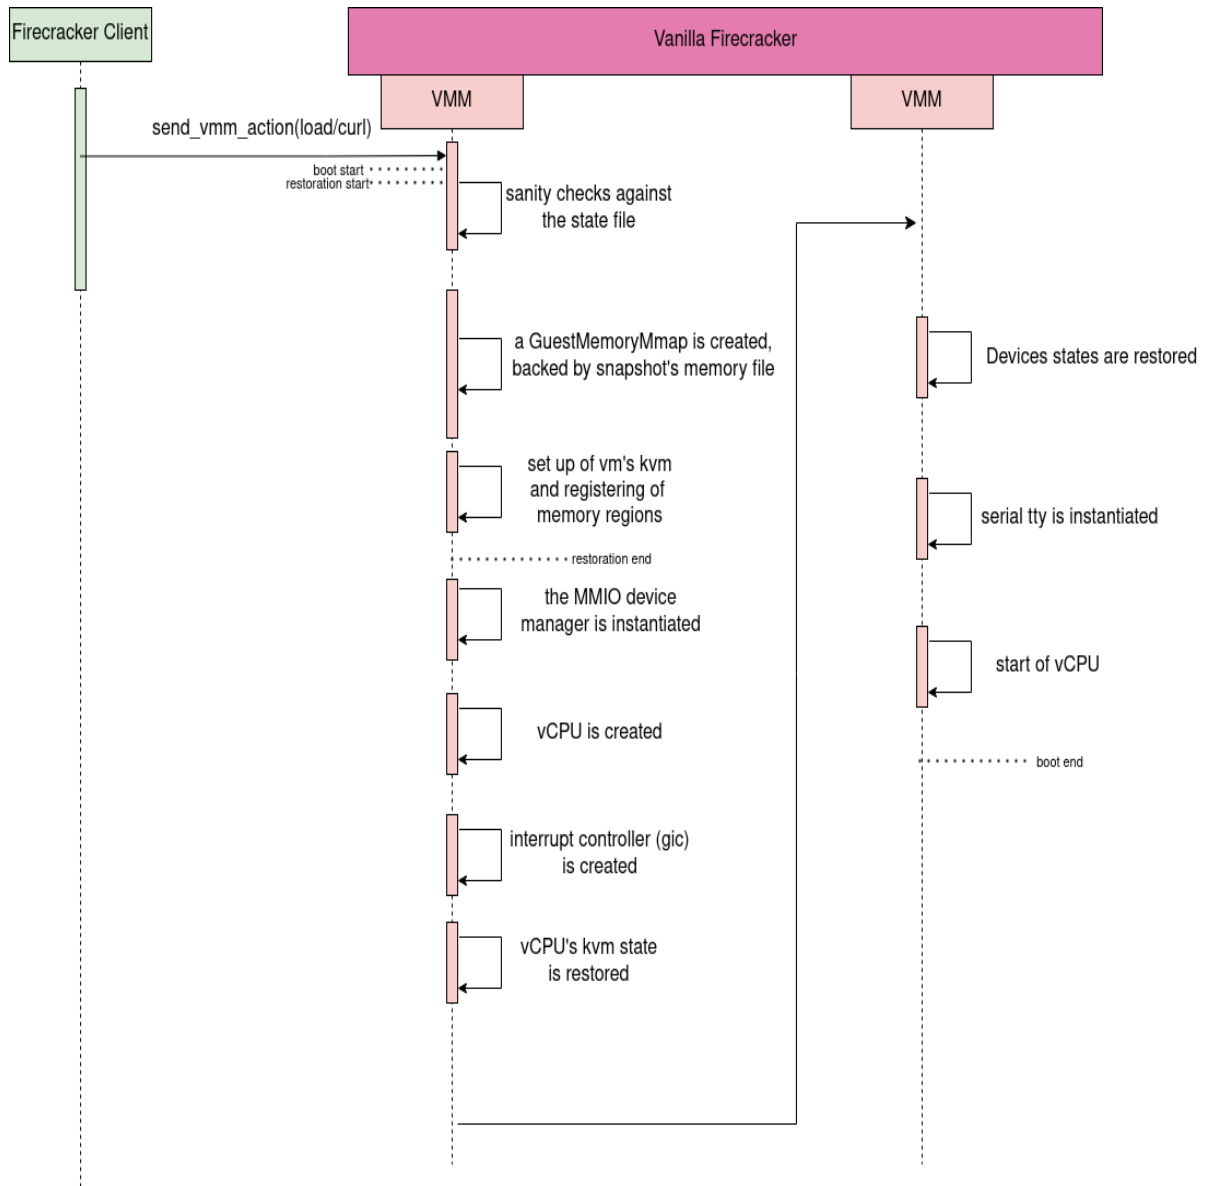 Firecracker Client
Vanilla Firecracker
VMM
VMM
send_vmm_action(load/curl)
boot start
restoration start
sanity checks against
the state file
a GuestMemoryMmap is created,
backed by snapshot's memory file
set up of vm's kvm
and registering of
memory regions
restoration end
the MMIO device
manager is instantiated
vCPU is created
interrupt controller (gic)
is created
vCPU's kvm state
is restored
Devices states are restored
serial tty is instantiated
start of vCPU
boot end